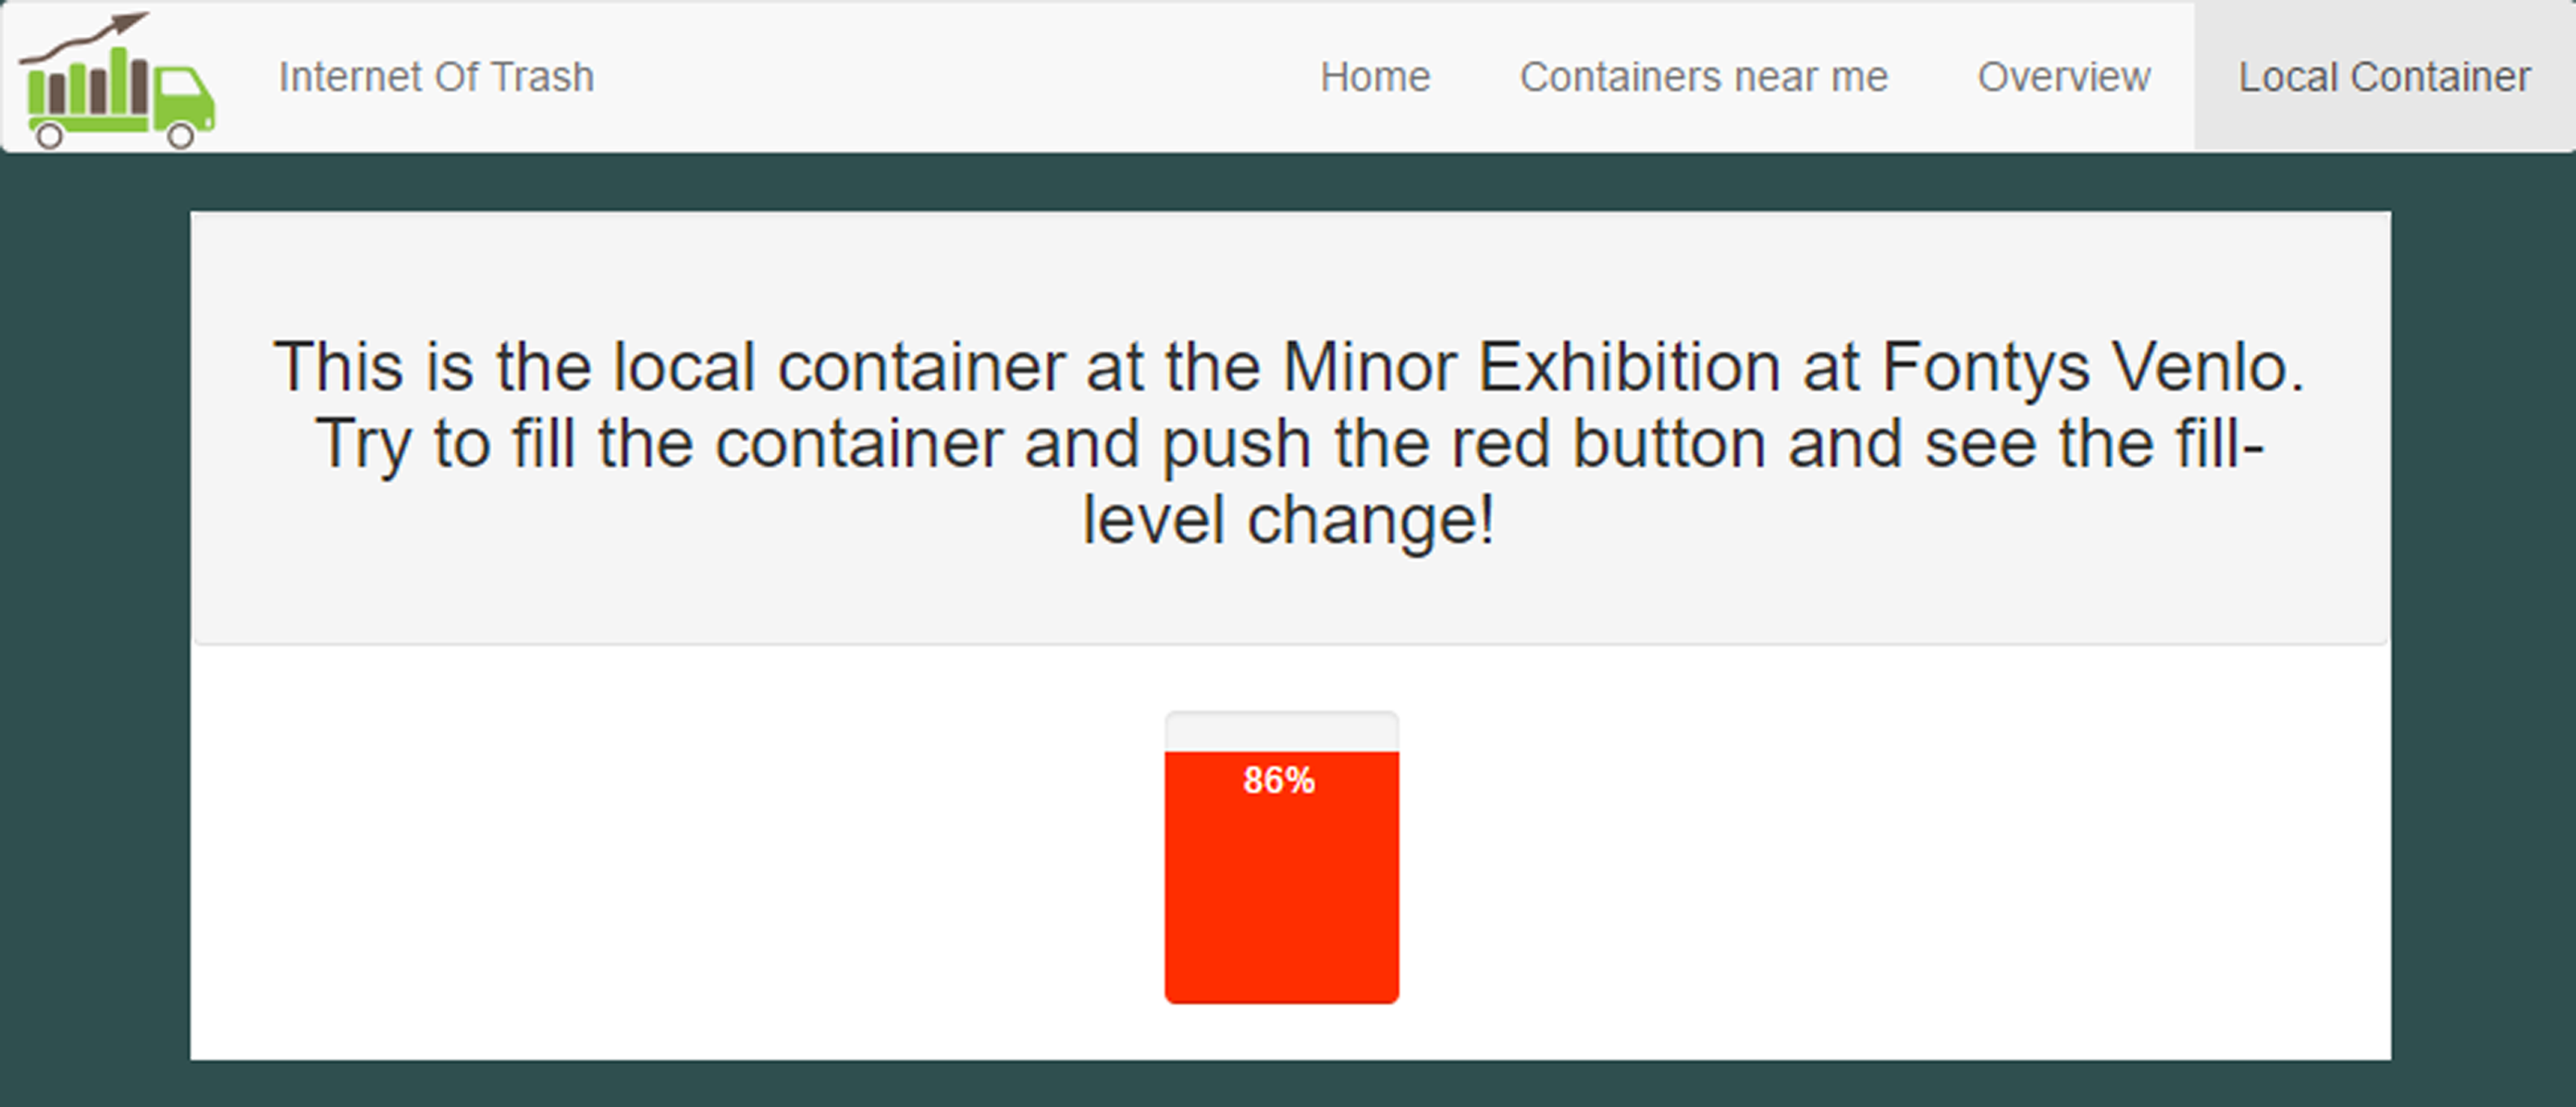 Internet Of Trash
Home
Containers near me
Overview
Local Container
This is the local container at the Minor Exhibition at Fontys Venlo.
Try to fill the container and push the red button and see the fill-
level change!
86%